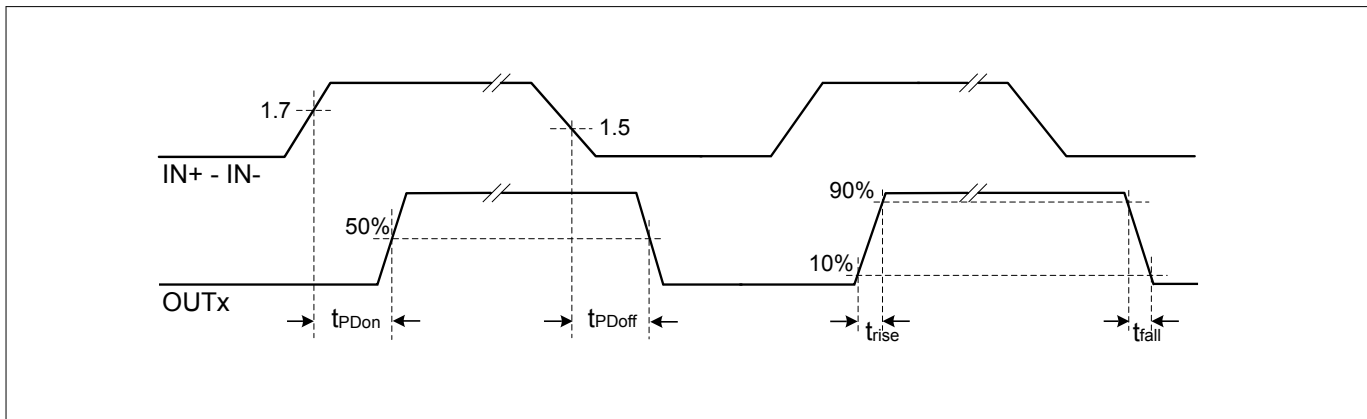 1.7
1.5
IN+ - IN-
90%
50%
10%
OUTx
tPDon
tPDoff
trise
tfall